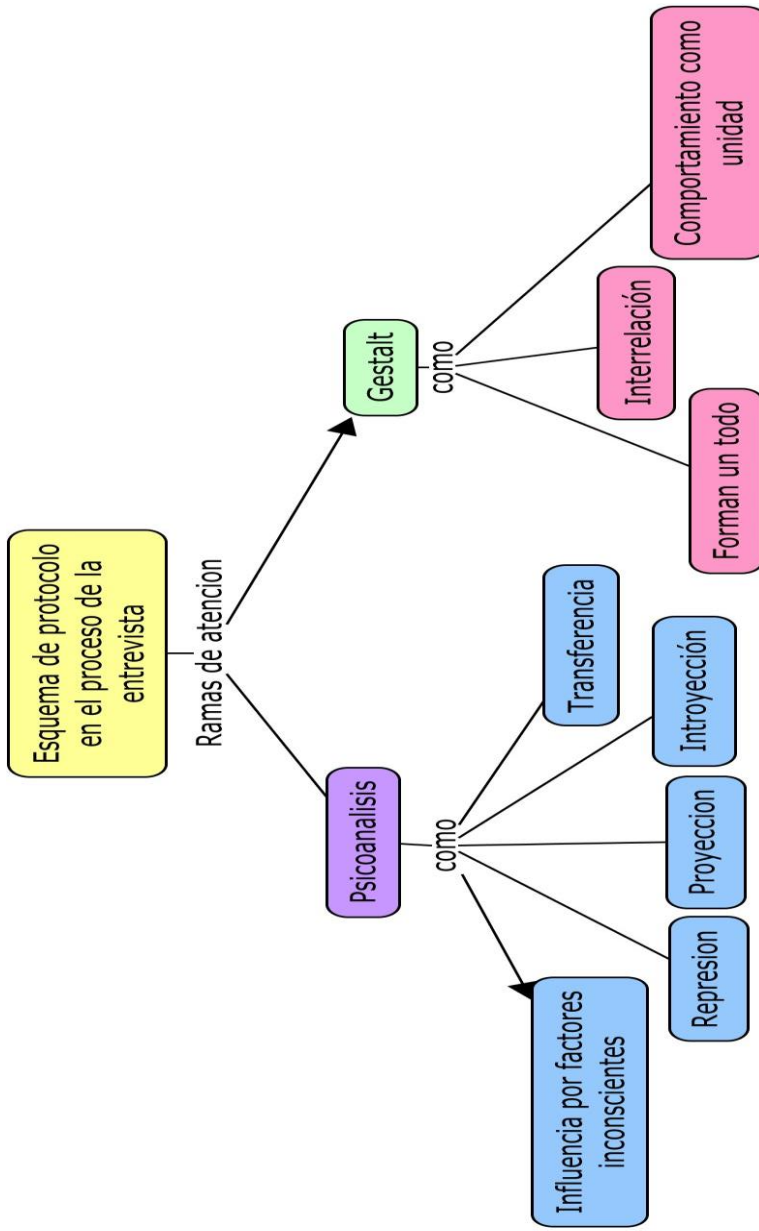 Esquema de protocolo
en el proceso de la
entrevista
Ramas de atencion
Psicoanalisis
Gestalt
como
como
Influencia por factores
inconscientes
Represion
Proyeccion
Introyección
Transferencia
Forman un todo
Interrelación
Comportamiento como
unidad